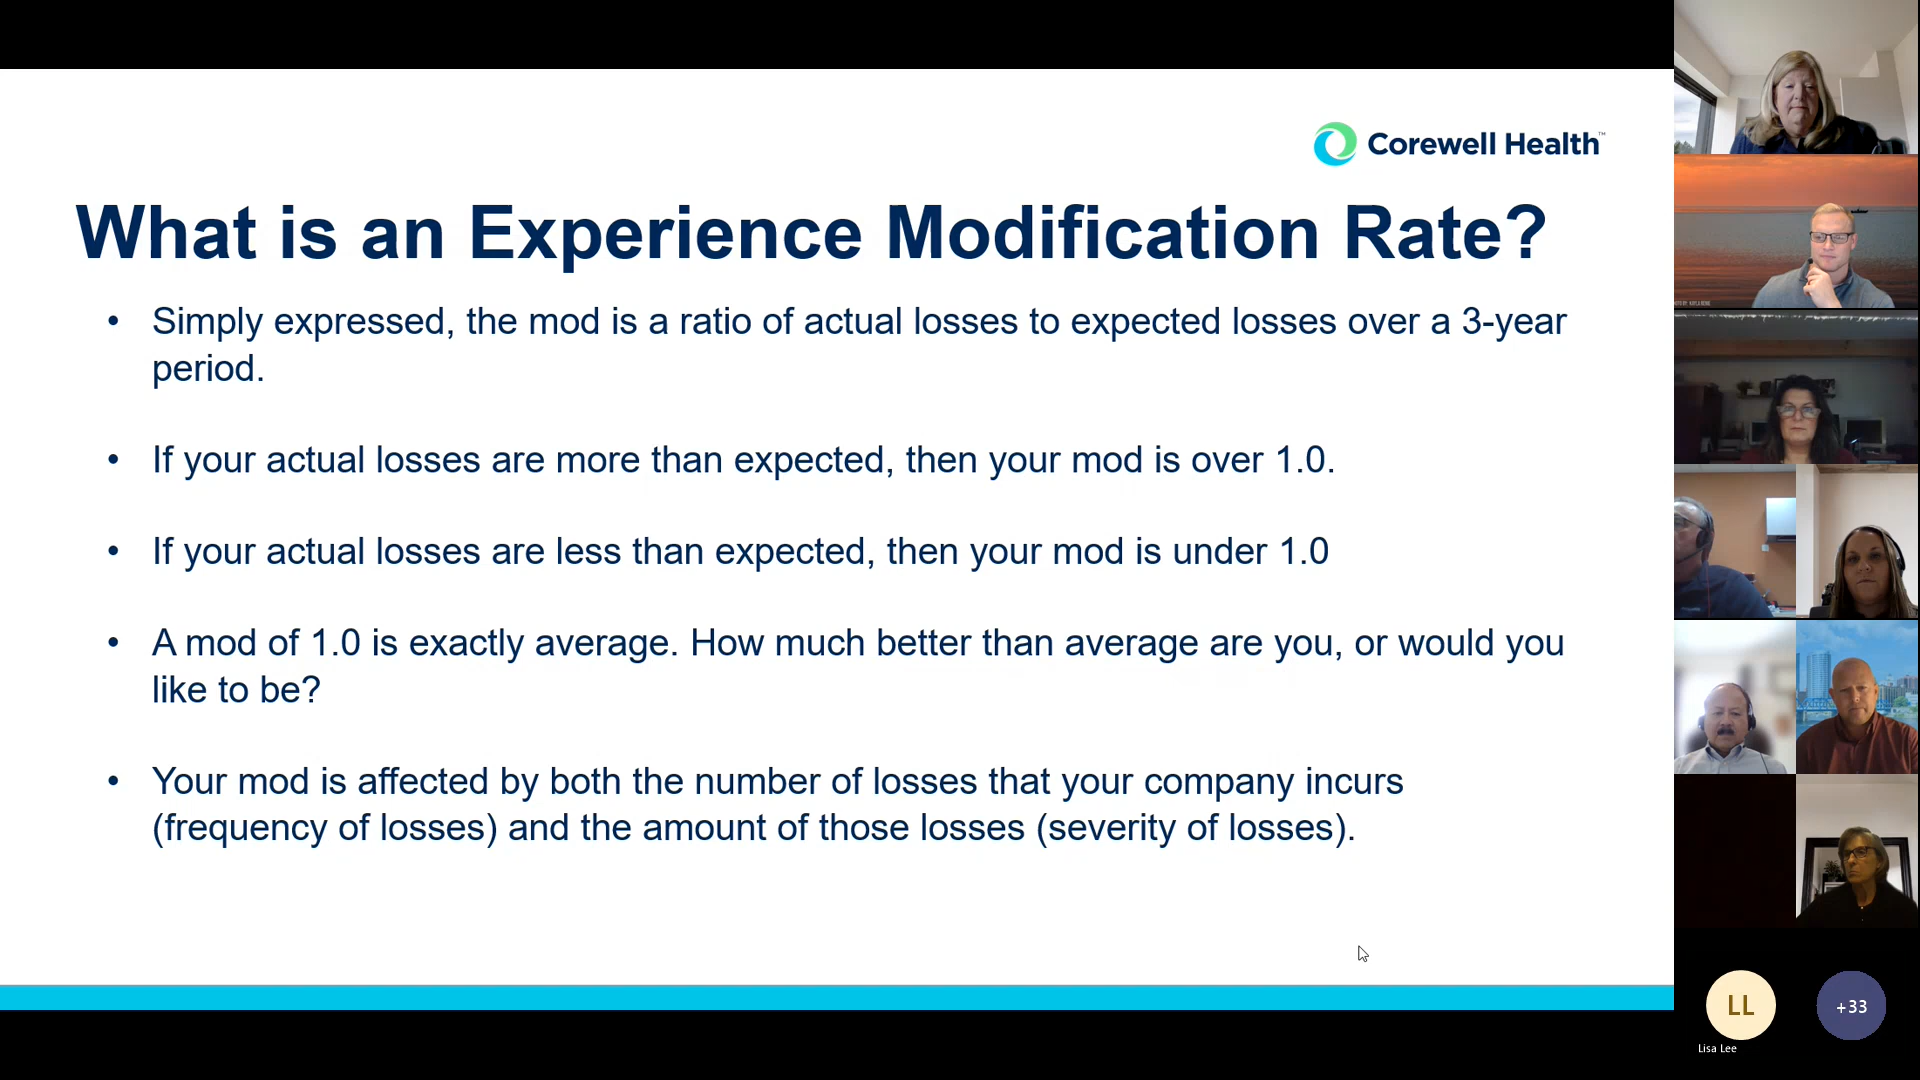 Corewell Health™
What is an Experience Modification Rate?
• Simply expressed, the mod is a ratio of actual losses to expected losses over a 3-year
period.
• If your actual losses are more than expected, then your mod is over 1.0.
• If your actual losses are less than expected, then your mod is under 1.0
• A mod of 1.0 is exactly average. How much better than average are you, or would you
like to be?
• Your mod is affected by both the number of losses that your company incurs
(frequency of losses) and the amount of those losses (severity of losses).
LL
+33
Lisa Lee